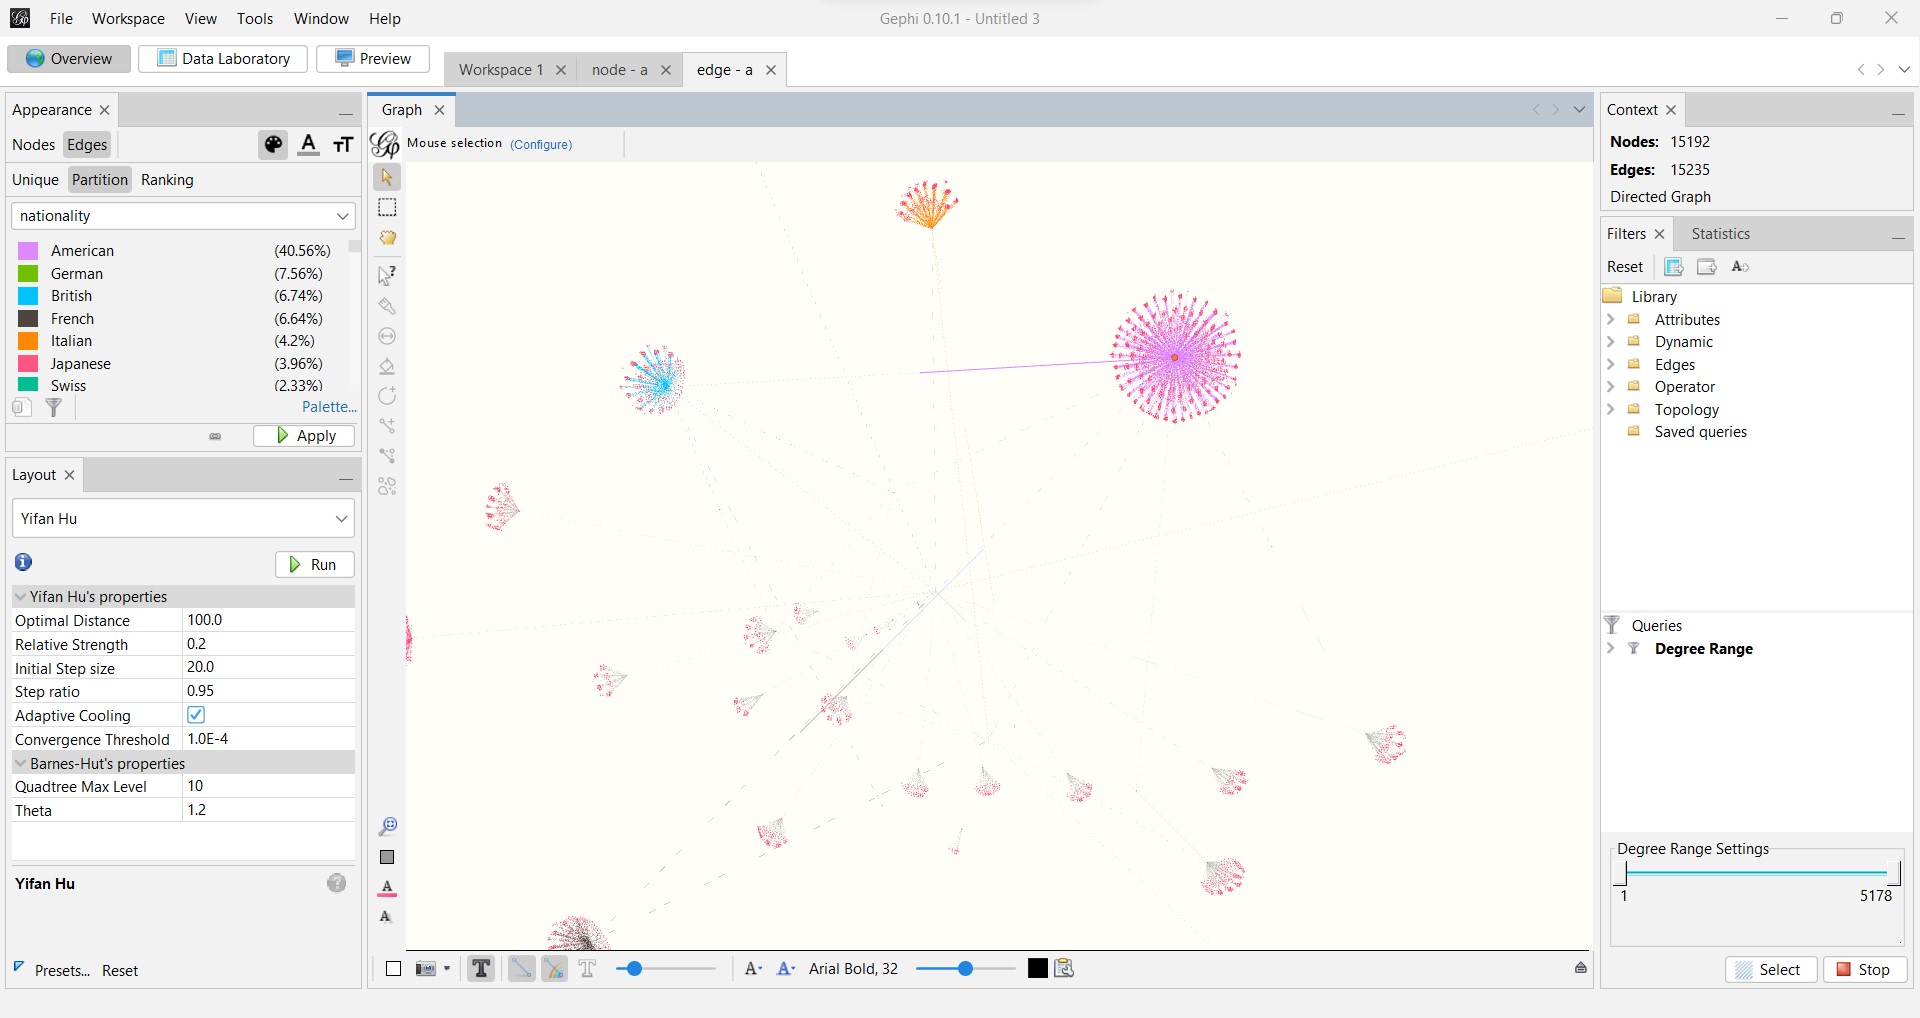 File Workspace View Tools Window Help
Gephi 0.10.1 - Untitled 3
Overview Data Laboratory Preview
Workspace 1 node - a edge - a
Appearance
Nodes Edges
Unique Partition Ranking
nationality
American (40.56%)
German (7.56%)
British (6.74%)
French (6.64%)
Italian (4.2%)
Japanese (3.96%)
Swiss (2.33%)
Palette...
Apply
Layout
Yifan Hu
Run
Yifan Hu's properties
Optimal Distance 100.0
Relative Strength 0.2
Initial Step size 20.0
Step ratio 0.95
Adaptive Cooling
Convergence Threshold 1.0E-4
Barnes-Hut's properties
Quadtree Max Level 10
Theta 1.2
Yifan Hu
Presets... Reset
Graph
Mouse selection (Configure)
Arial Bold, 32
Context
Nodes: 15192
Edges: 15235
Directed Graph
Filters Statistics
Reset
Library
Attributes
Dynamic
Edges
Operator
Topology
Saved queries
Queries
Degree Range
Degree Range Settings
1 5178
Select Stop